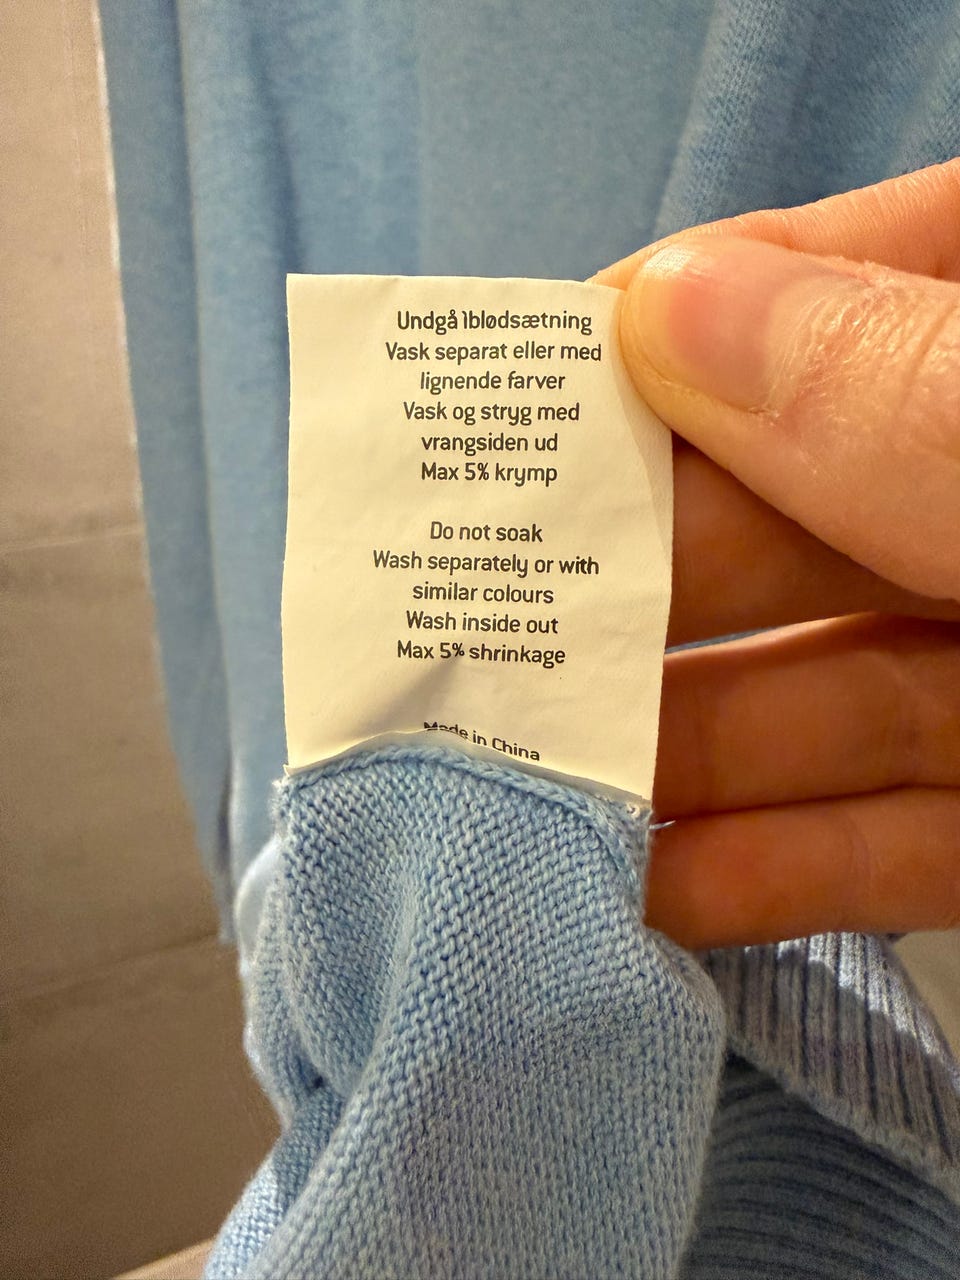 Undgå lblødsætning
Vask separat eller med
lignende farver
Vask og stryg med
vrangsiden ud
Max 5% krymp
Do not soak
Wash separately or with
similar colours
Wash inside out
Max 5% shrinkage
Made in China